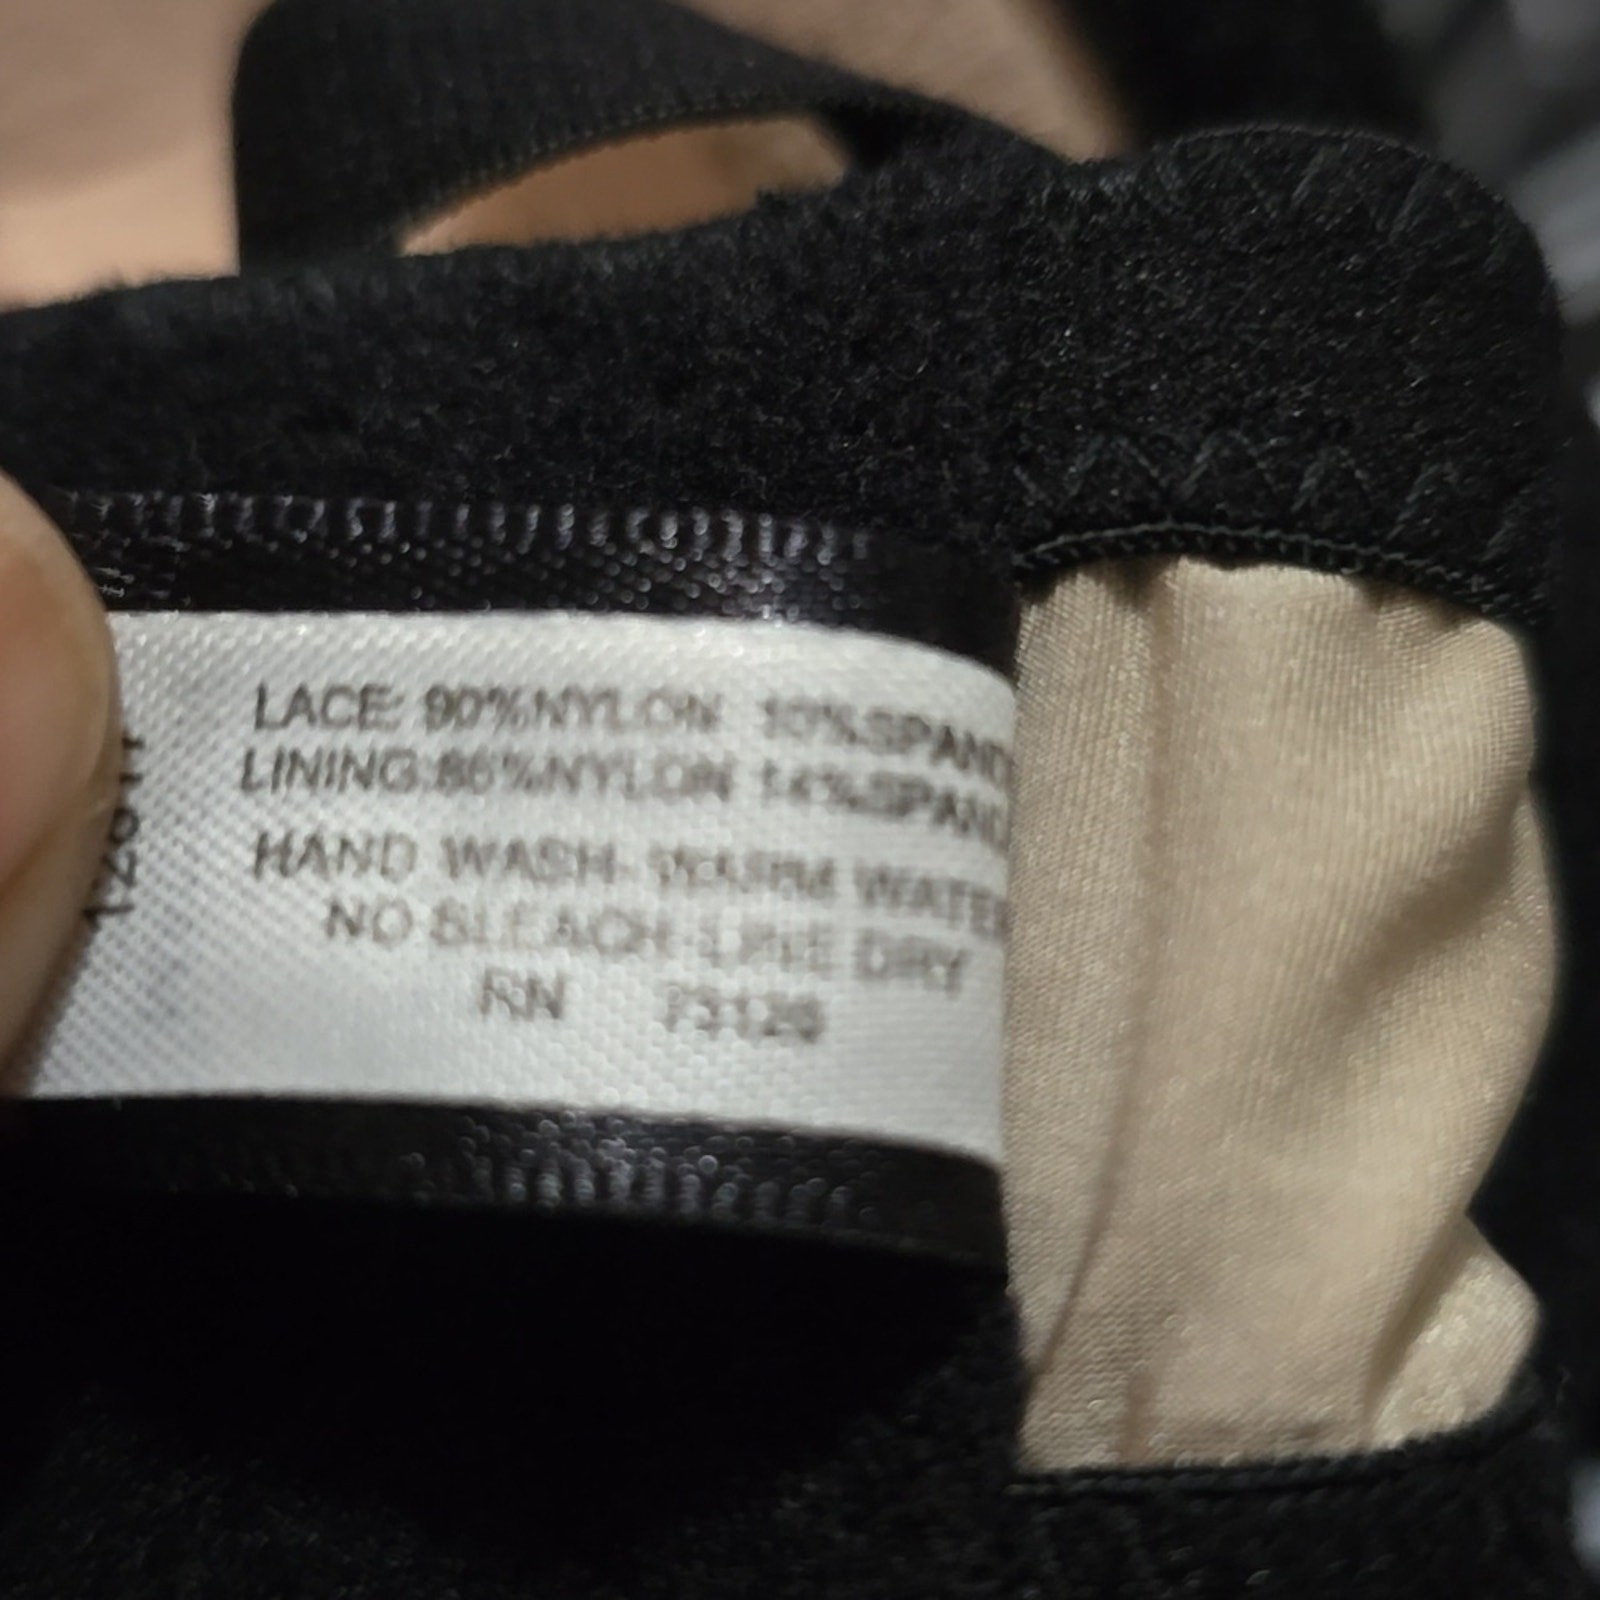 LACE: 90%NYLON 10%SPAND
LINING:86%NYLON 14%SPAND
HAND WASH- WARM WATER
NO BLEACH-LINE DRY
RN 73126